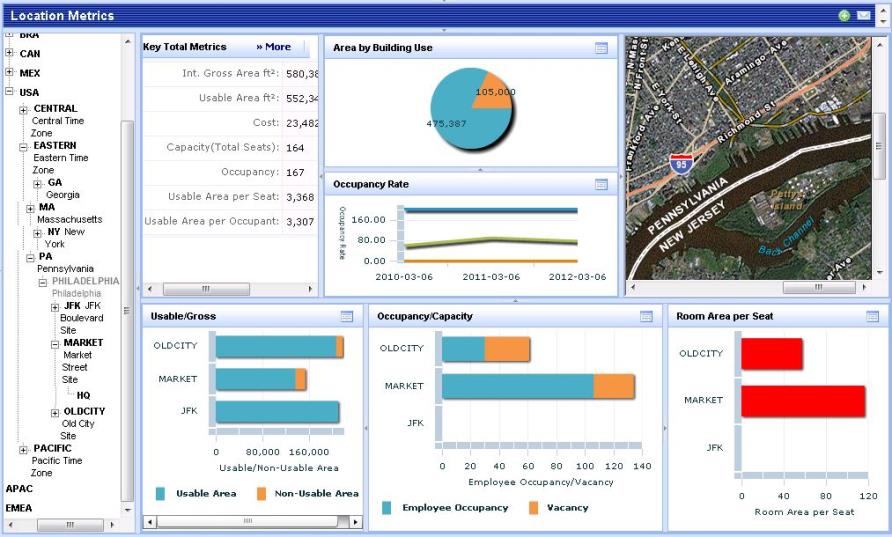 Location Metrics
BRA
CAN
MEX
USA
CENTRAL
Central Time
Zone
EASTERN
Eastern Time
Zone
GA
Georgia
MA
Massachusetts
NY New
York
PA
Pennsylvania
PHILADELPHIA
Philadelphia
JFK JFK
Boulevard
Site
MARKET
Market
Street
Site
HQ
OLDCITY
Old City
Site
PACIFIC
Pacific Time
Zone
APAC
EMEA
Key Total Metrics » More
Int. Gross Area ft²: 580,38
Usable Area ft²: 552,34
Cost: 23,482
Capacity(Total Seats): 164
Occupancy: 167
Usable Area per Seat: 3,368
Usable Area per Occupant: 3,307
Area by Building Use
105,000
475,387
Occupancy Rate
Occupancy Rate
160.00
80.00
0.00
2010-03-06 2011-03-06 2012-03-06
N Front St
E Lehigh Ave
Aramingo Ave
Frankford Ave
E York St
Richmond St
95
PENNSYLVANIA
NEW JERSEY
Petty
Island
Back Channel
Usable/Gross
OLDCITY
MARKET
JFK
0 80,000 160,000
Usable/Non-Usable Area
Usable Area Non-Usable Area
Occupancy/Capacity
OLDCITY
MARKET
JFK
0 20 40 60 80 100 120 140
Employee Occupancy/Vacancy
Employee Occupancy Vacancy
Room Area per Seat
OLDCITY
MARKET
JFK
0 40 80 120
Room Area per Seat